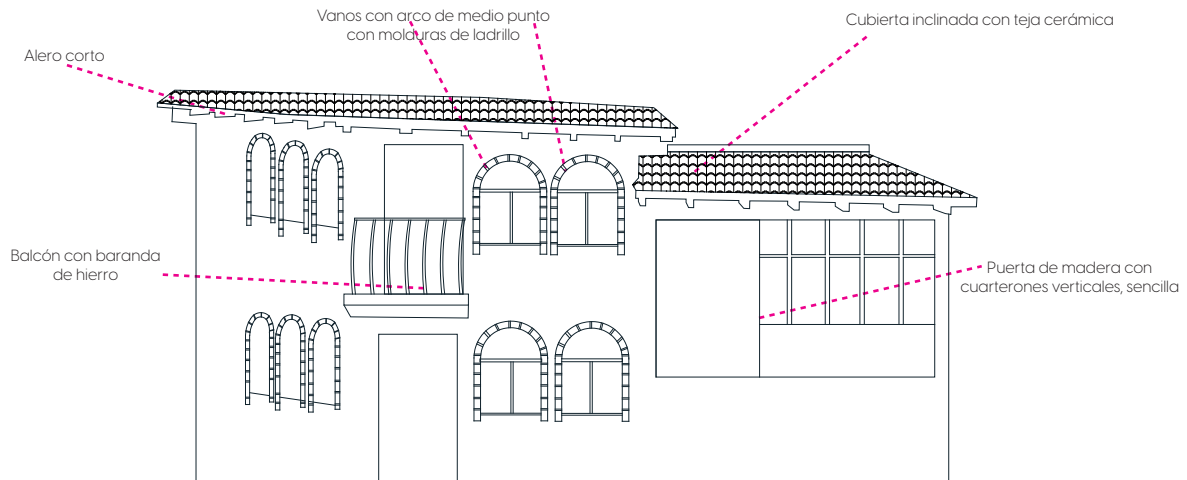 Vanos con arco de medio punto
con molduras de ladrillo
Cubierta inclinada con teja cerámica
Alero corto
Balcón con baranda
de hierro
Puerta de madera con
cuarterones verticales, sencilla